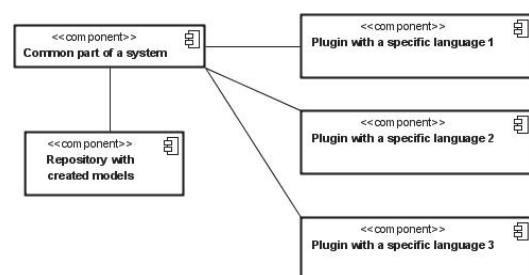 <<component>>
Common part of a system
<<component>>
Plugin with a specific language 1
<<component>>
Plugin with a specific language 2
<<component>>
Repository with
created models
<<component>>
Plugin with a specific language 3